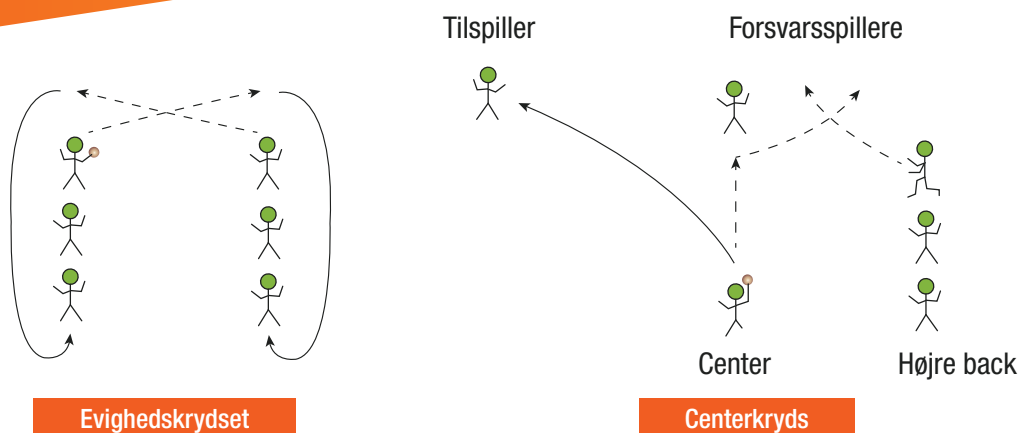 Tilspiller
Forsvarsspillere
Center
Højre back
Evighedskrydset
Centerkryds